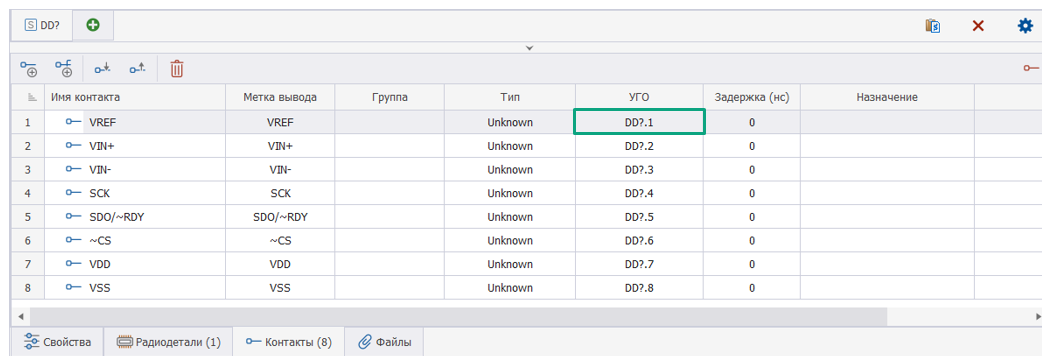 S DD?
Имя контакта Метка вывода Группа Тип УГО Задержка (нс) Назначение
1 VREF VREF Unknown DD?.1 0
2 VIN+ VIN+ Unknown DD?.2 0
3 VIN- VIN- Unknown DD?.3 0
4 SCK SCK Unknown DD?.4 0
5 SDO/~RDY SDO/~RDY Unknown DD?.5 0
6 ~CS ~CS Unknown DD?.6 0
7 VDD VDD Unknown DD?.7 0
8 VSS VSS Unknown DD?.8 0
Свойства Радиодетали (1) Контакты (8) Файлы